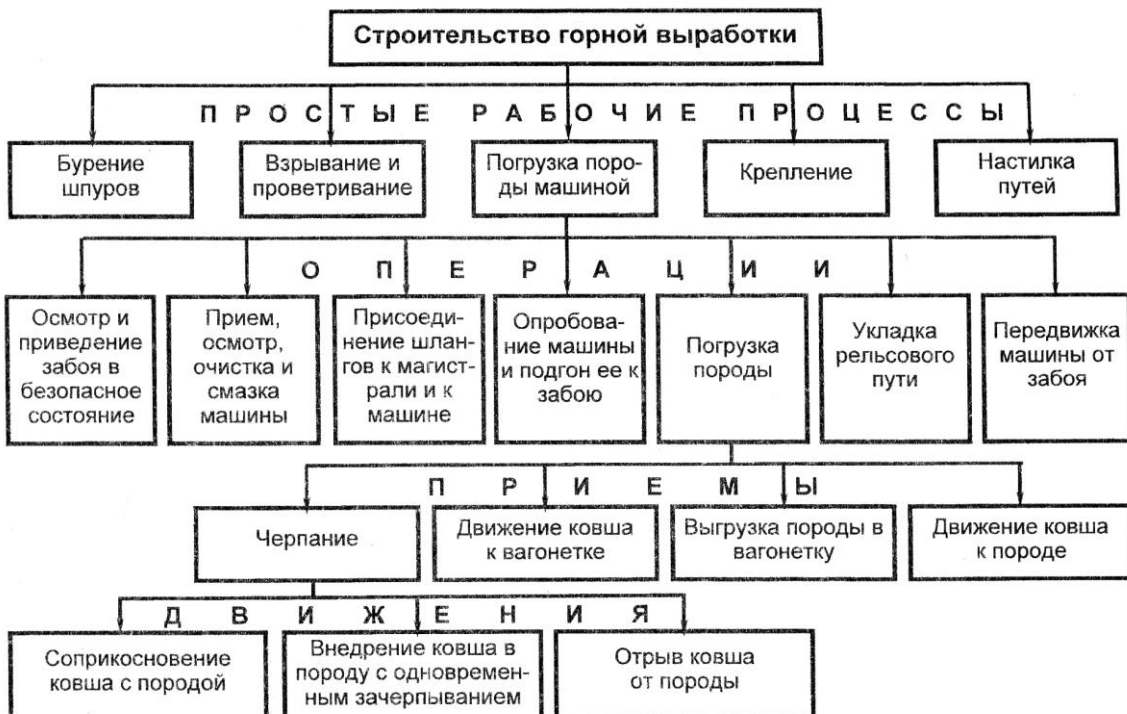 Строительство горной выработки
ПРОСТЫЕ РАБОЧИЕ ПРОЦЕССЫ
Бурение
шпуров
Взрывание и
проветривание
Погрузка поро-
ды машиной
Крепление
Настилка
путей
ОПЕРАЦИИ
Осмотр и
приведение
забоя в
безопасное
состояние
Прием,
осмотр,
очистка и
смазка
машины
Присоеди-
нение шлан-
гов к магист-
рали и к
машине
Опробова-
ние машины
и подгон ее к
забою
Погрузка
породы
Укладка
рельсового
пути
Передвижка
машины от
забоя
ПРИЕМЫ
Черпание
Движение ковша
к вагонетке
Выгрузка породы в
вагонетку
Движение ковша
к породе
ДВИЖЕНИЯ
Соприкосновение
ковша с породой
Внедрение ковша в
породу с одновремен-
ным зачерпыванием
Отрыв ковша
от породы